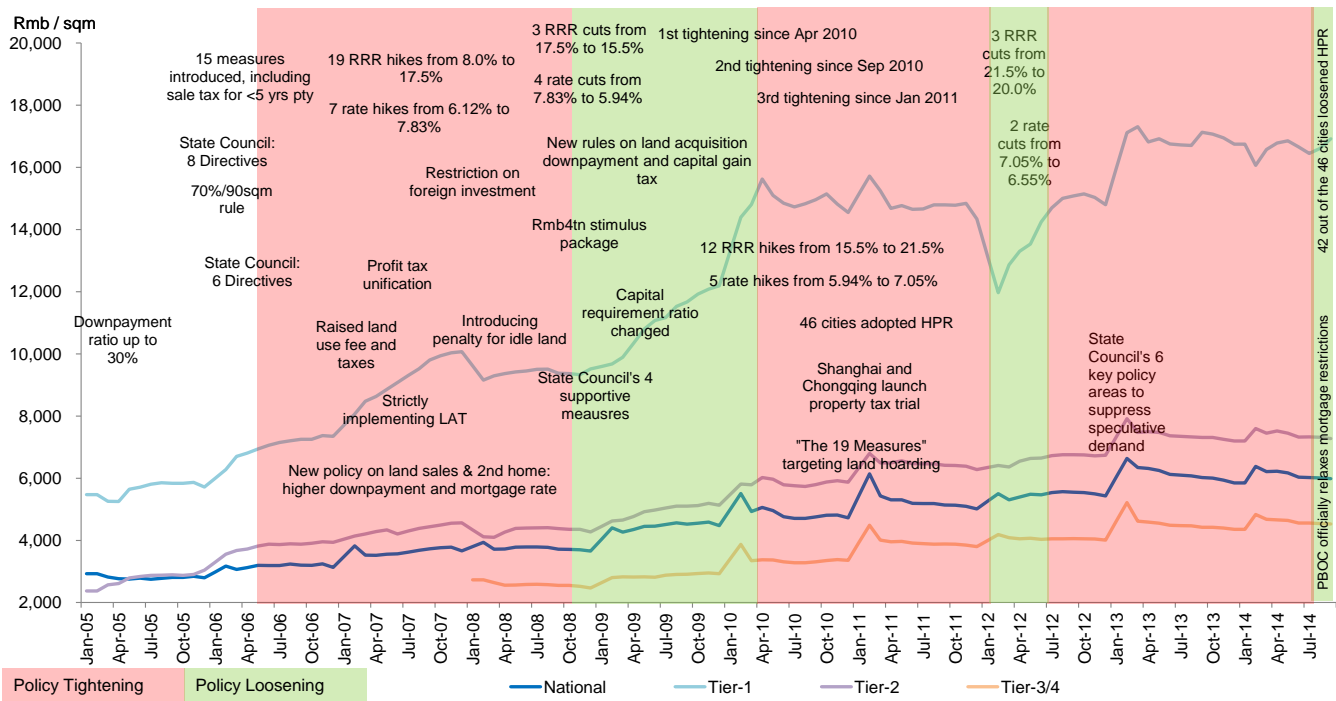 Rmb / sqm
20,000
18,000
16,000
14,000
12,000
10,000
8,000
6,000
4,000
2,000
15 measures
introduced, including
sale tax for <5 yrs pty
State Council:
8 Directives
70%/90sqm
rule
State Council:
6 Directives
Downpayment
ratio up to
30%
19 RRR hikes from 8.0% to
17.5%
7 rate hikes from 6.12% to
7.83%
Restriction on
foreign investment
Profit tax
unification
Raised land
use fee and
taxes
Introducing
penalty for idle land
Strictly
implementing LAT
New policy on land sales & 2nd home:
higher downpayment and mortgage rate
3 RRR cuts from
17.5% to 15.5%
4 rate cuts from
7.83% to 5.94%
New rules on land acquisition
downpayment and capital gain
tax
Rmb4tn stimulus
package
Capital
requirement ratio
changed
State Council's 4
supportive
meausres
1st tightening since Apr 2010
2nd tightening since Sep 2010
3rd tightening since Jan 2011
12 RRR hikes from 15.5% to 21.5%
5 rate hikes from 5.94% to 7.05%
46 cities adopted HPR
Shanghai and
Chongqing launch
property tax trial
"The 19 Measures"
targeting land hoarding
3 RRR
cuts from
21.5% to
20.0%
2 rate
cuts from
7.05% to
6.55%
State
Council's 6
key policy
areas to
suppress
speculative
demand
42 out of the 46 cities loosened HPR
PBOC officially relaxes mortgage restrictions
Jan-05
Apr-05
Jul-05
Oct-05
Jan-06
Apr-06
Jul-06
Oct-06
Jan-07
Apr-07
Jul-07
Oct-07
Jan-08
Apr-08
Jul-08
Oct-08
Jan-09
Apr-09
Jul-09
Oct-09
Jan-10
Apr-10
Jul-10
Oct-10
Jan-11
Apr-11
Jul-11
Oct-11
Jan-12
Apr-12
Jul-12
Oct-12
Jan-13
Apr-13
Jul-13
Oct-13
Jan-14
Apr-14
Jul-14
Policy Tightening
Policy Loosening
National
Tier-1
Tier-2
Tier-3/4